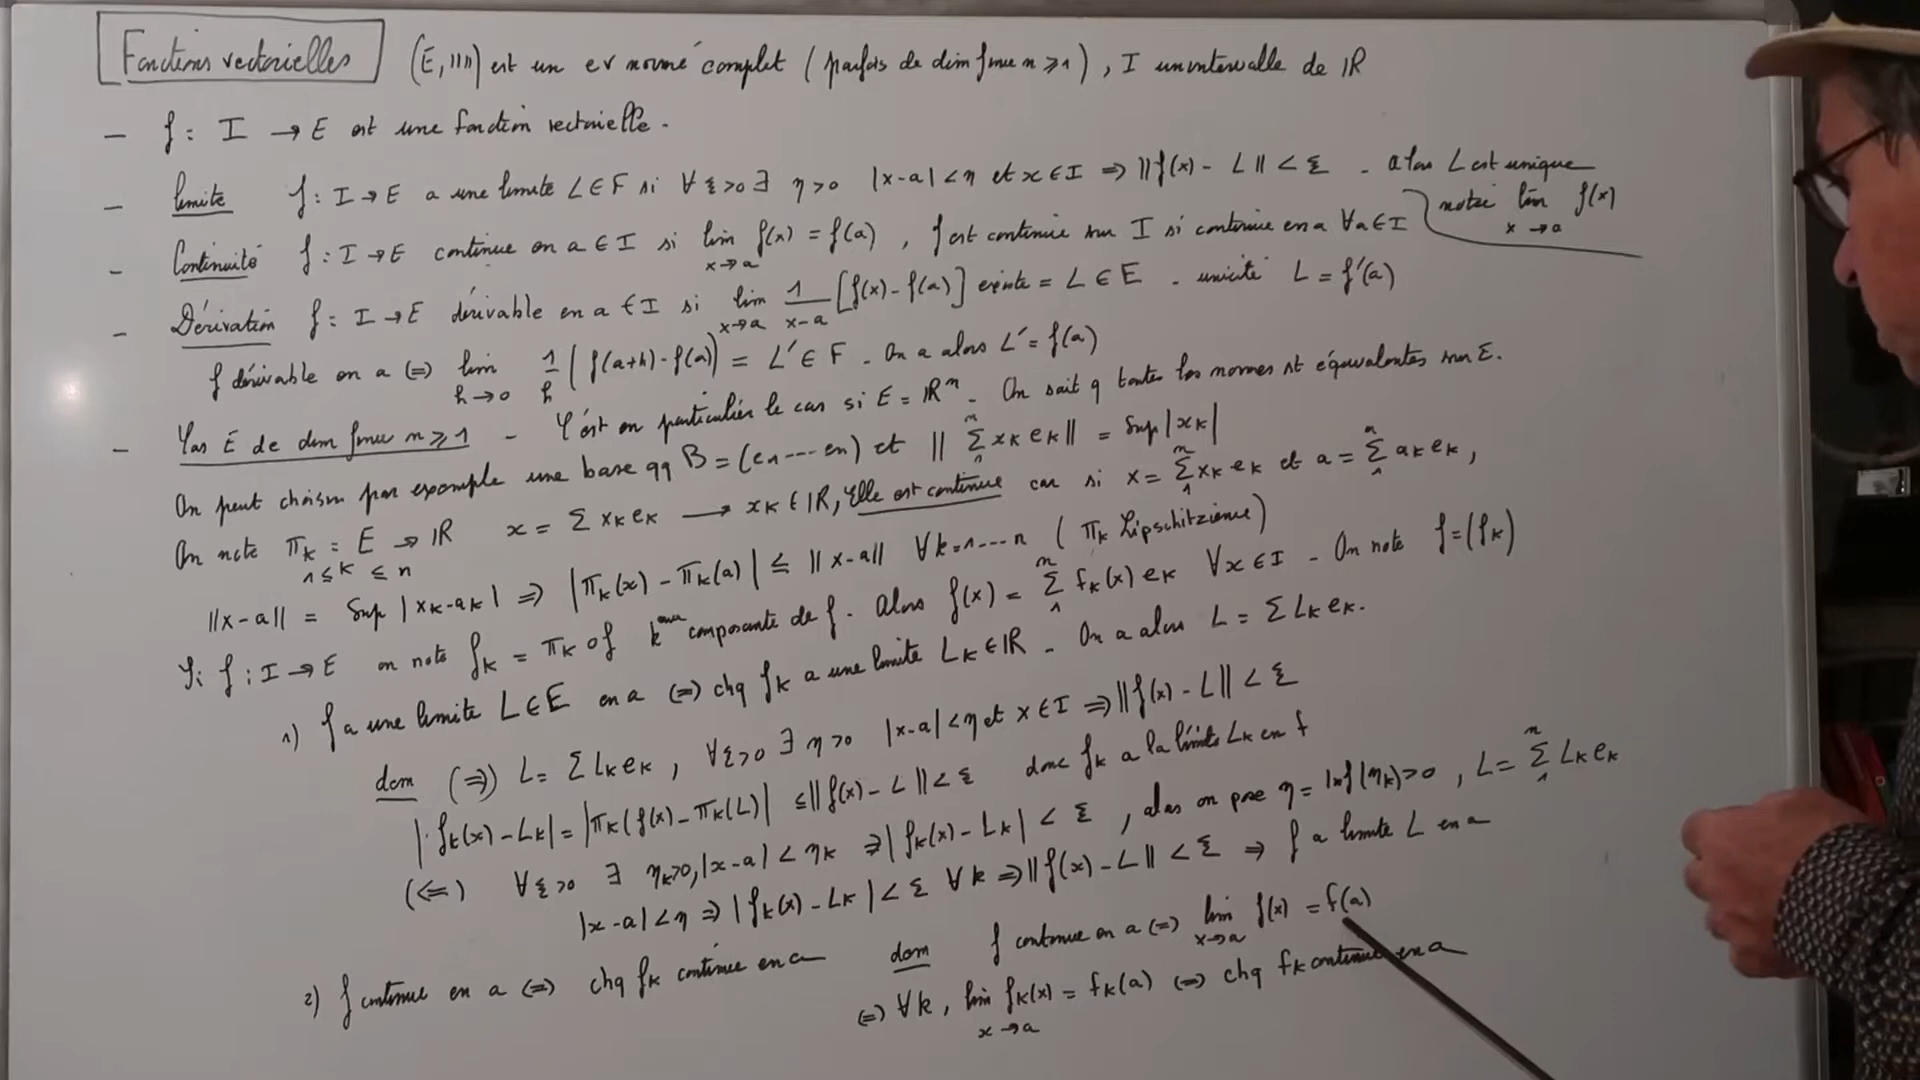 Fonctions vectorielles (E, || ||) est un ev normé complet (parfois de dim finie n ⩾ 1), I un intervalle de IR
– f : I → E est une fonction vectorielle.
– limite f : I → E a une limite L ∈ F si ∀ ε > 0 ∃ η > 0 |x-a| < η et x ∈ I ⇒ ||f(x) - L|| < ε - alors L est unique
notée lim x→a f(x)
– Continuité f : I → E continue en a ∈ I si lim x→a f(x) = f(a), f est continue sur I si continue en a ∀a ∈ I
– Dérivation f : I → E dérivable en a ∈ I si lim x→a 1/(x-a) [f(x) - f(a)] existe = L ∈ E - unicité L = f'(a)
f dérivable en a (=) lim h→0 1/h (f(a+h) - f(a)) = L' ∈ F - On a alors L' = f(a)
– Cas E de dim finie n ⩾ 1 - C'est en particulier le cas si E = IRⁿ - On sait q toutes les normes st équivalentes sur E.
On peut choisir par exemple une base qq B = (e1 ---- en) et || Σ₁ⁿ xk ek || = Sup |xk|
On note πk : E → IR x = Σ xk ek ⟶ xk ∈ IR, Elle est continue car si x = Σ₁ⁿ xk ek et a = Σ₁ⁿ ak ek,
1 ≤ k ≤ n
||x-a|| = Sup |xk-ak| ⇒ |πk(x) - πk(a)| ≤ ||x-a|| ∀k=1----n (πk Lipschitzienne)
Si f : I → E on note fk = πk o f kème composante de f. Alors f(x) = Σ₁ⁿ fk(x) ek ∀x ∈ I - On note f = (fk)
1) f a une limite L ∈ E en a (=) chq fk a une limite Lk ∈ IR - On a alors L = Σ Lk ek.
dem (⇒) L = Σ Lk ek, ∀ε>0 ∃ η>0 |x-a| < η et x ∈ I ⇒ ||f(x) - L|| < ε
|fk(x) - Lk| = |πk(f(x) - πk(L)| ≤ ||f(x) - L|| < ε donc fk a la limite Lk en f
(⇐) ∀ε>0 ∃ ηk>0, |x-a| < ηk ⇒ |fk(x) - Lk| < ε, alors on pose η = Inf(ηk) > 0, L = Σ₁ⁿ Lk ek
|x-a| < η ⇒ |fk(x) - Lk| < ε ∀k ⇒ ||f(x) - L|| < ε ⇒ f a limite L en a
2) f continue en a (=) chq fk continue en a dem f continue en a (=) lim x→a f(x) = f(a)
(=) ∀k, lim x→a fk(x) = fk(a) (=) chq fk continue en a